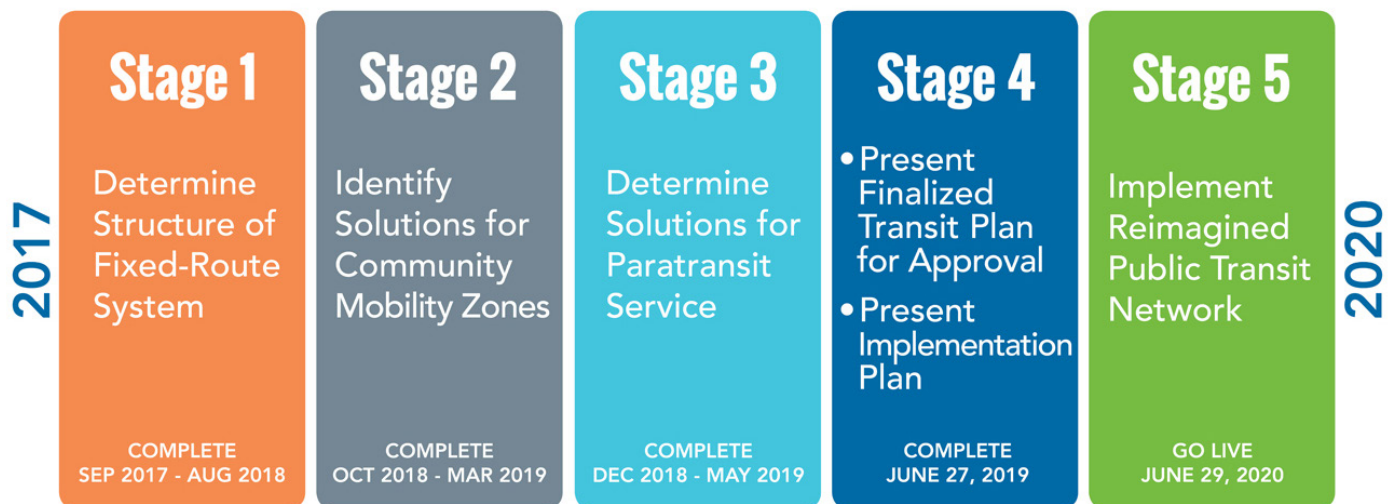 2017
Stage 1
Determine
Structure of
Fixed-Route
System
COMPLETE
SEP 2017 - AUG 2018
Stage 2
Identify
Solutions for
Community
Mobility Zones
COMPLETE
OCT 2018 - MAR 2019
Stage 3
Determine
Solutions for
Paratransit
Service
COMPLETE
DEC 2018 - MAY 2019
Stage 4
• Present
Finalized
Transit Plan
for Approval
• Present
Implementation
Plan
COMPLETE
JUNE 27, 2019
Stage 5
Implement
Reimagined
Public Transit
Network
GO LIVE
JUNE 29, 2020
2020